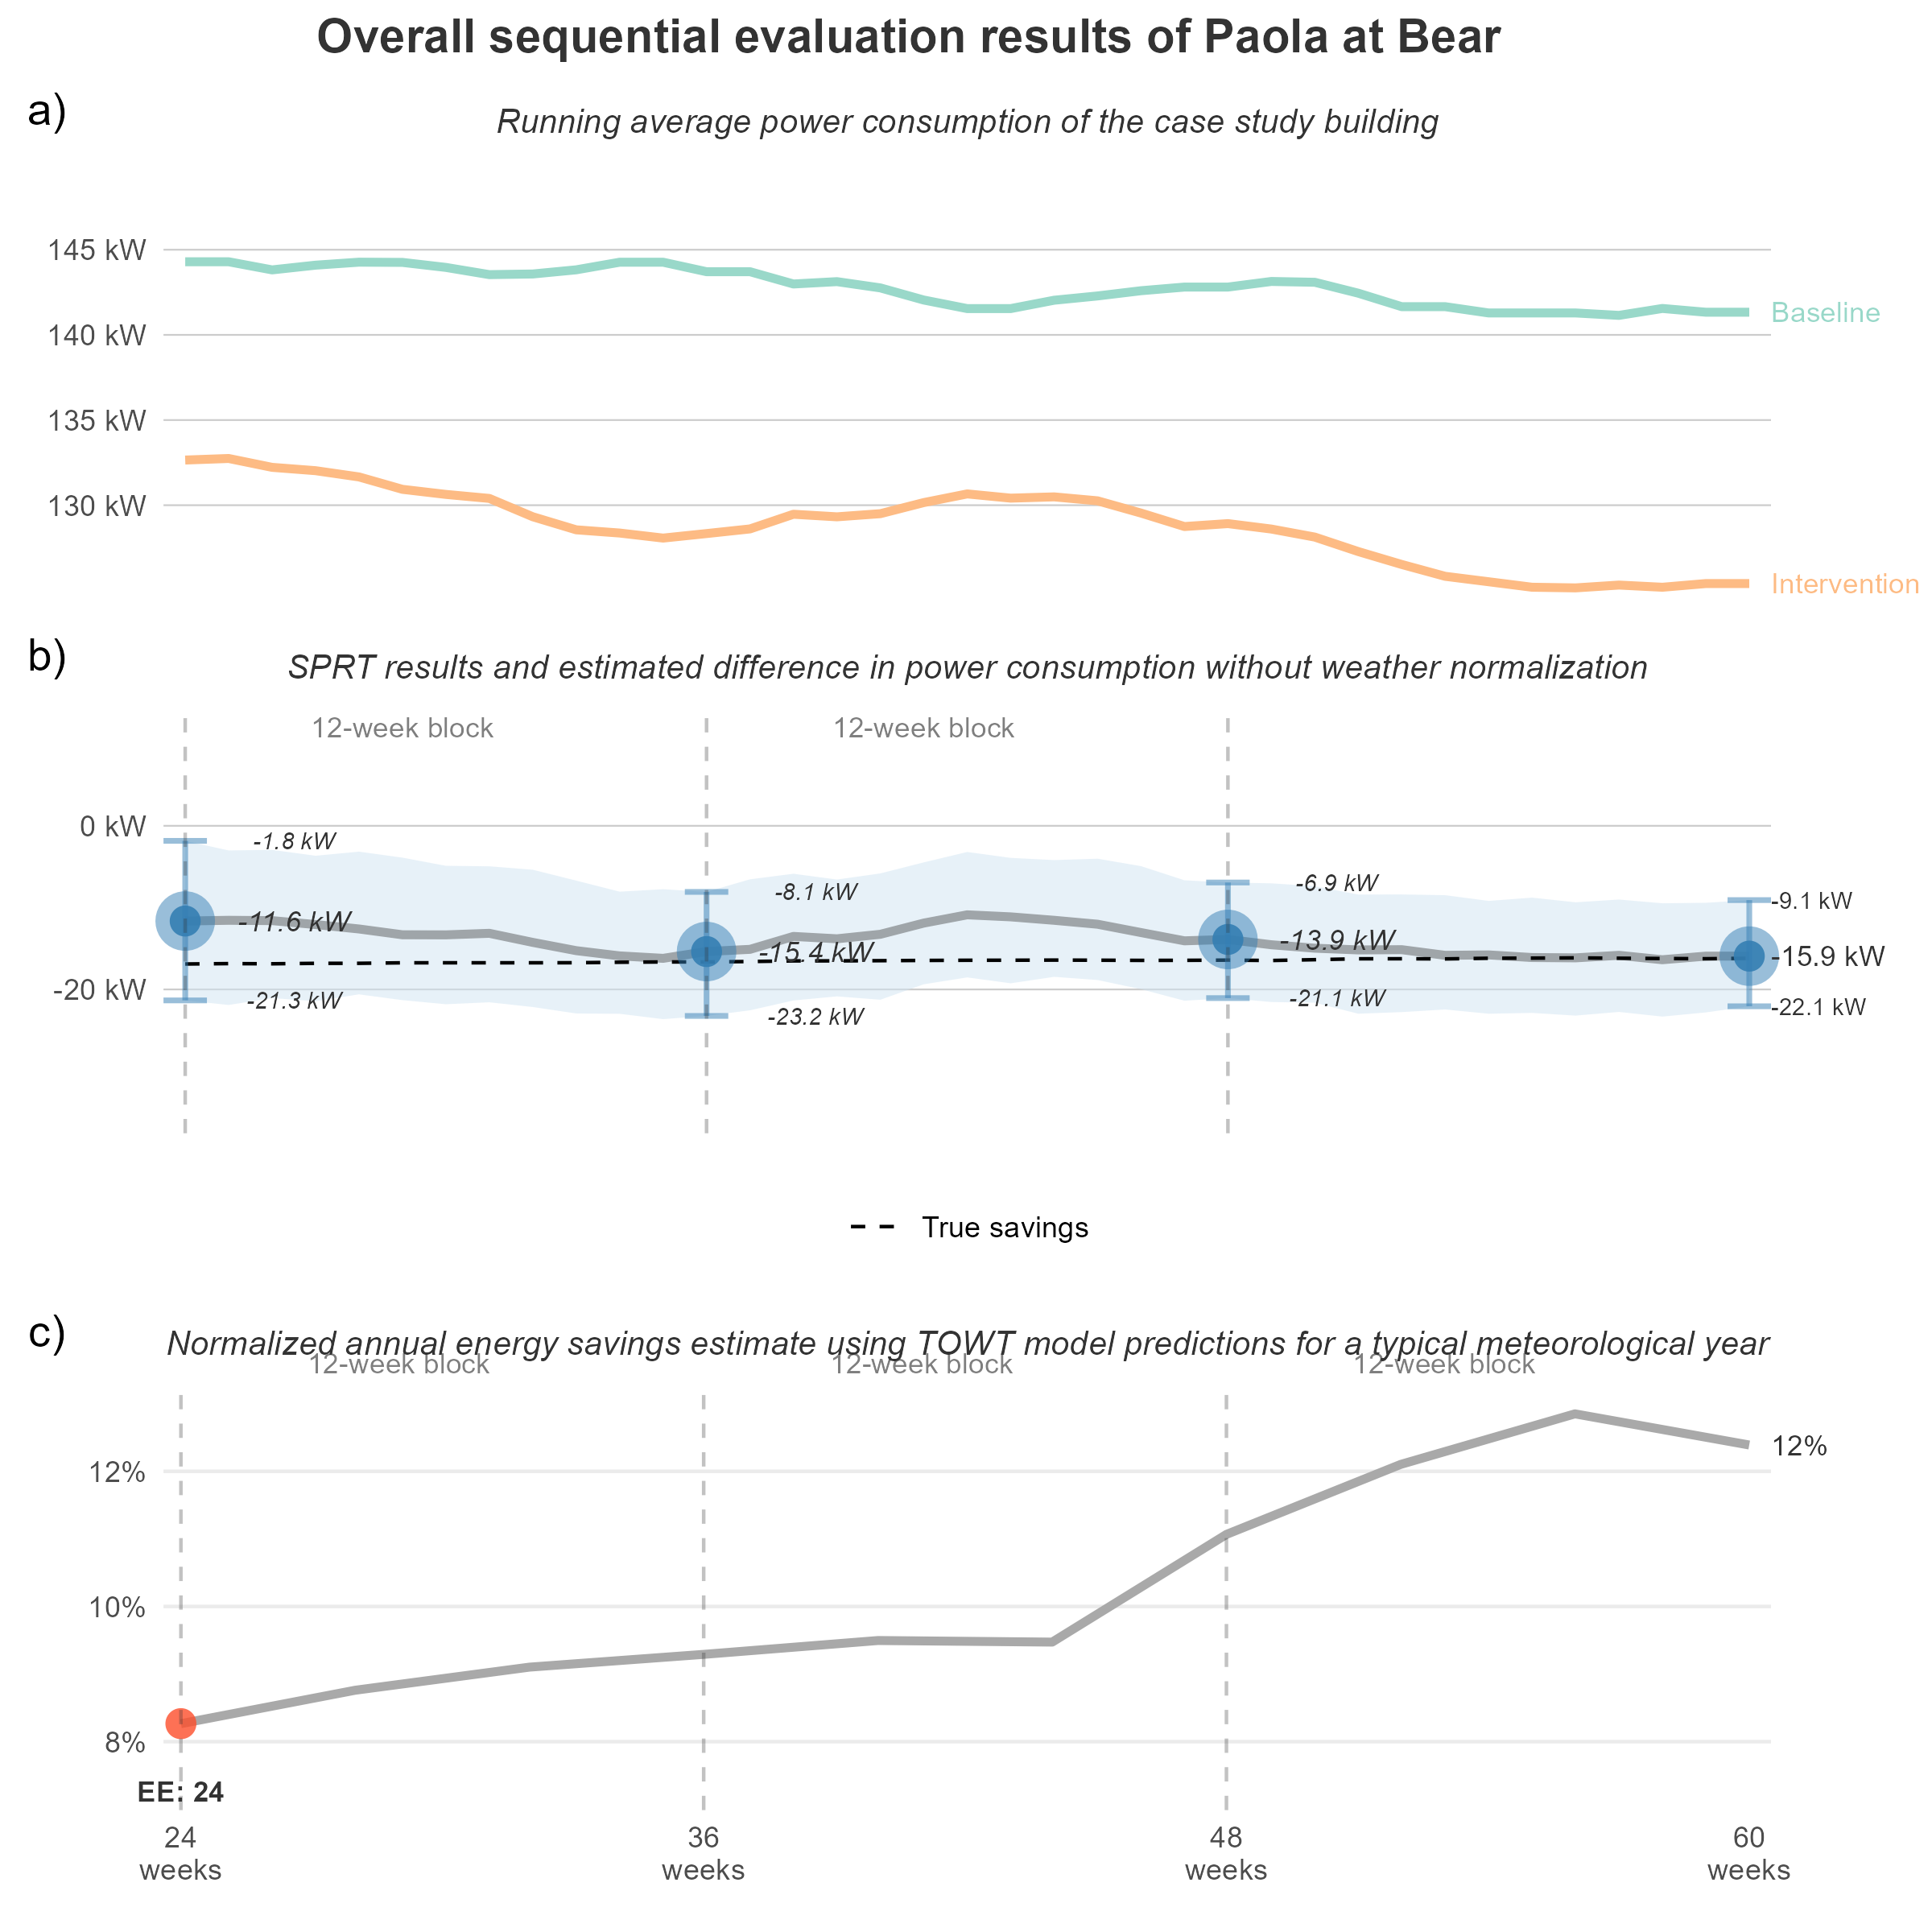 Overall sequential evaluation results of Paola at Bear
a)
Running average power consumption of the case study building
145 kW
140 kW
135 kW
130 kW
Baseline
Intervention
b)
SPRT results and estimated difference in power consumption without weather normalization
12-week block
12-week block
0 kW
-20 kW
-1.8 kW
-11.6 kW
-21.3 kW
-8.1 kW
-15.4 kW
-23.2 kW
-6.9 kW
-13.9 kW
-21.1 kW
-9.1 kW
-15.9 kW
-22.1 kW
True savings
c)
Normalized annual energy savings estimate using TOWT model predictions for a typical meteorological year
12-week block
12-week block
12-week block
12%
10%
8%
12%
EE: 24
24
weeks
36
weeks
48
weeks
60
weeks